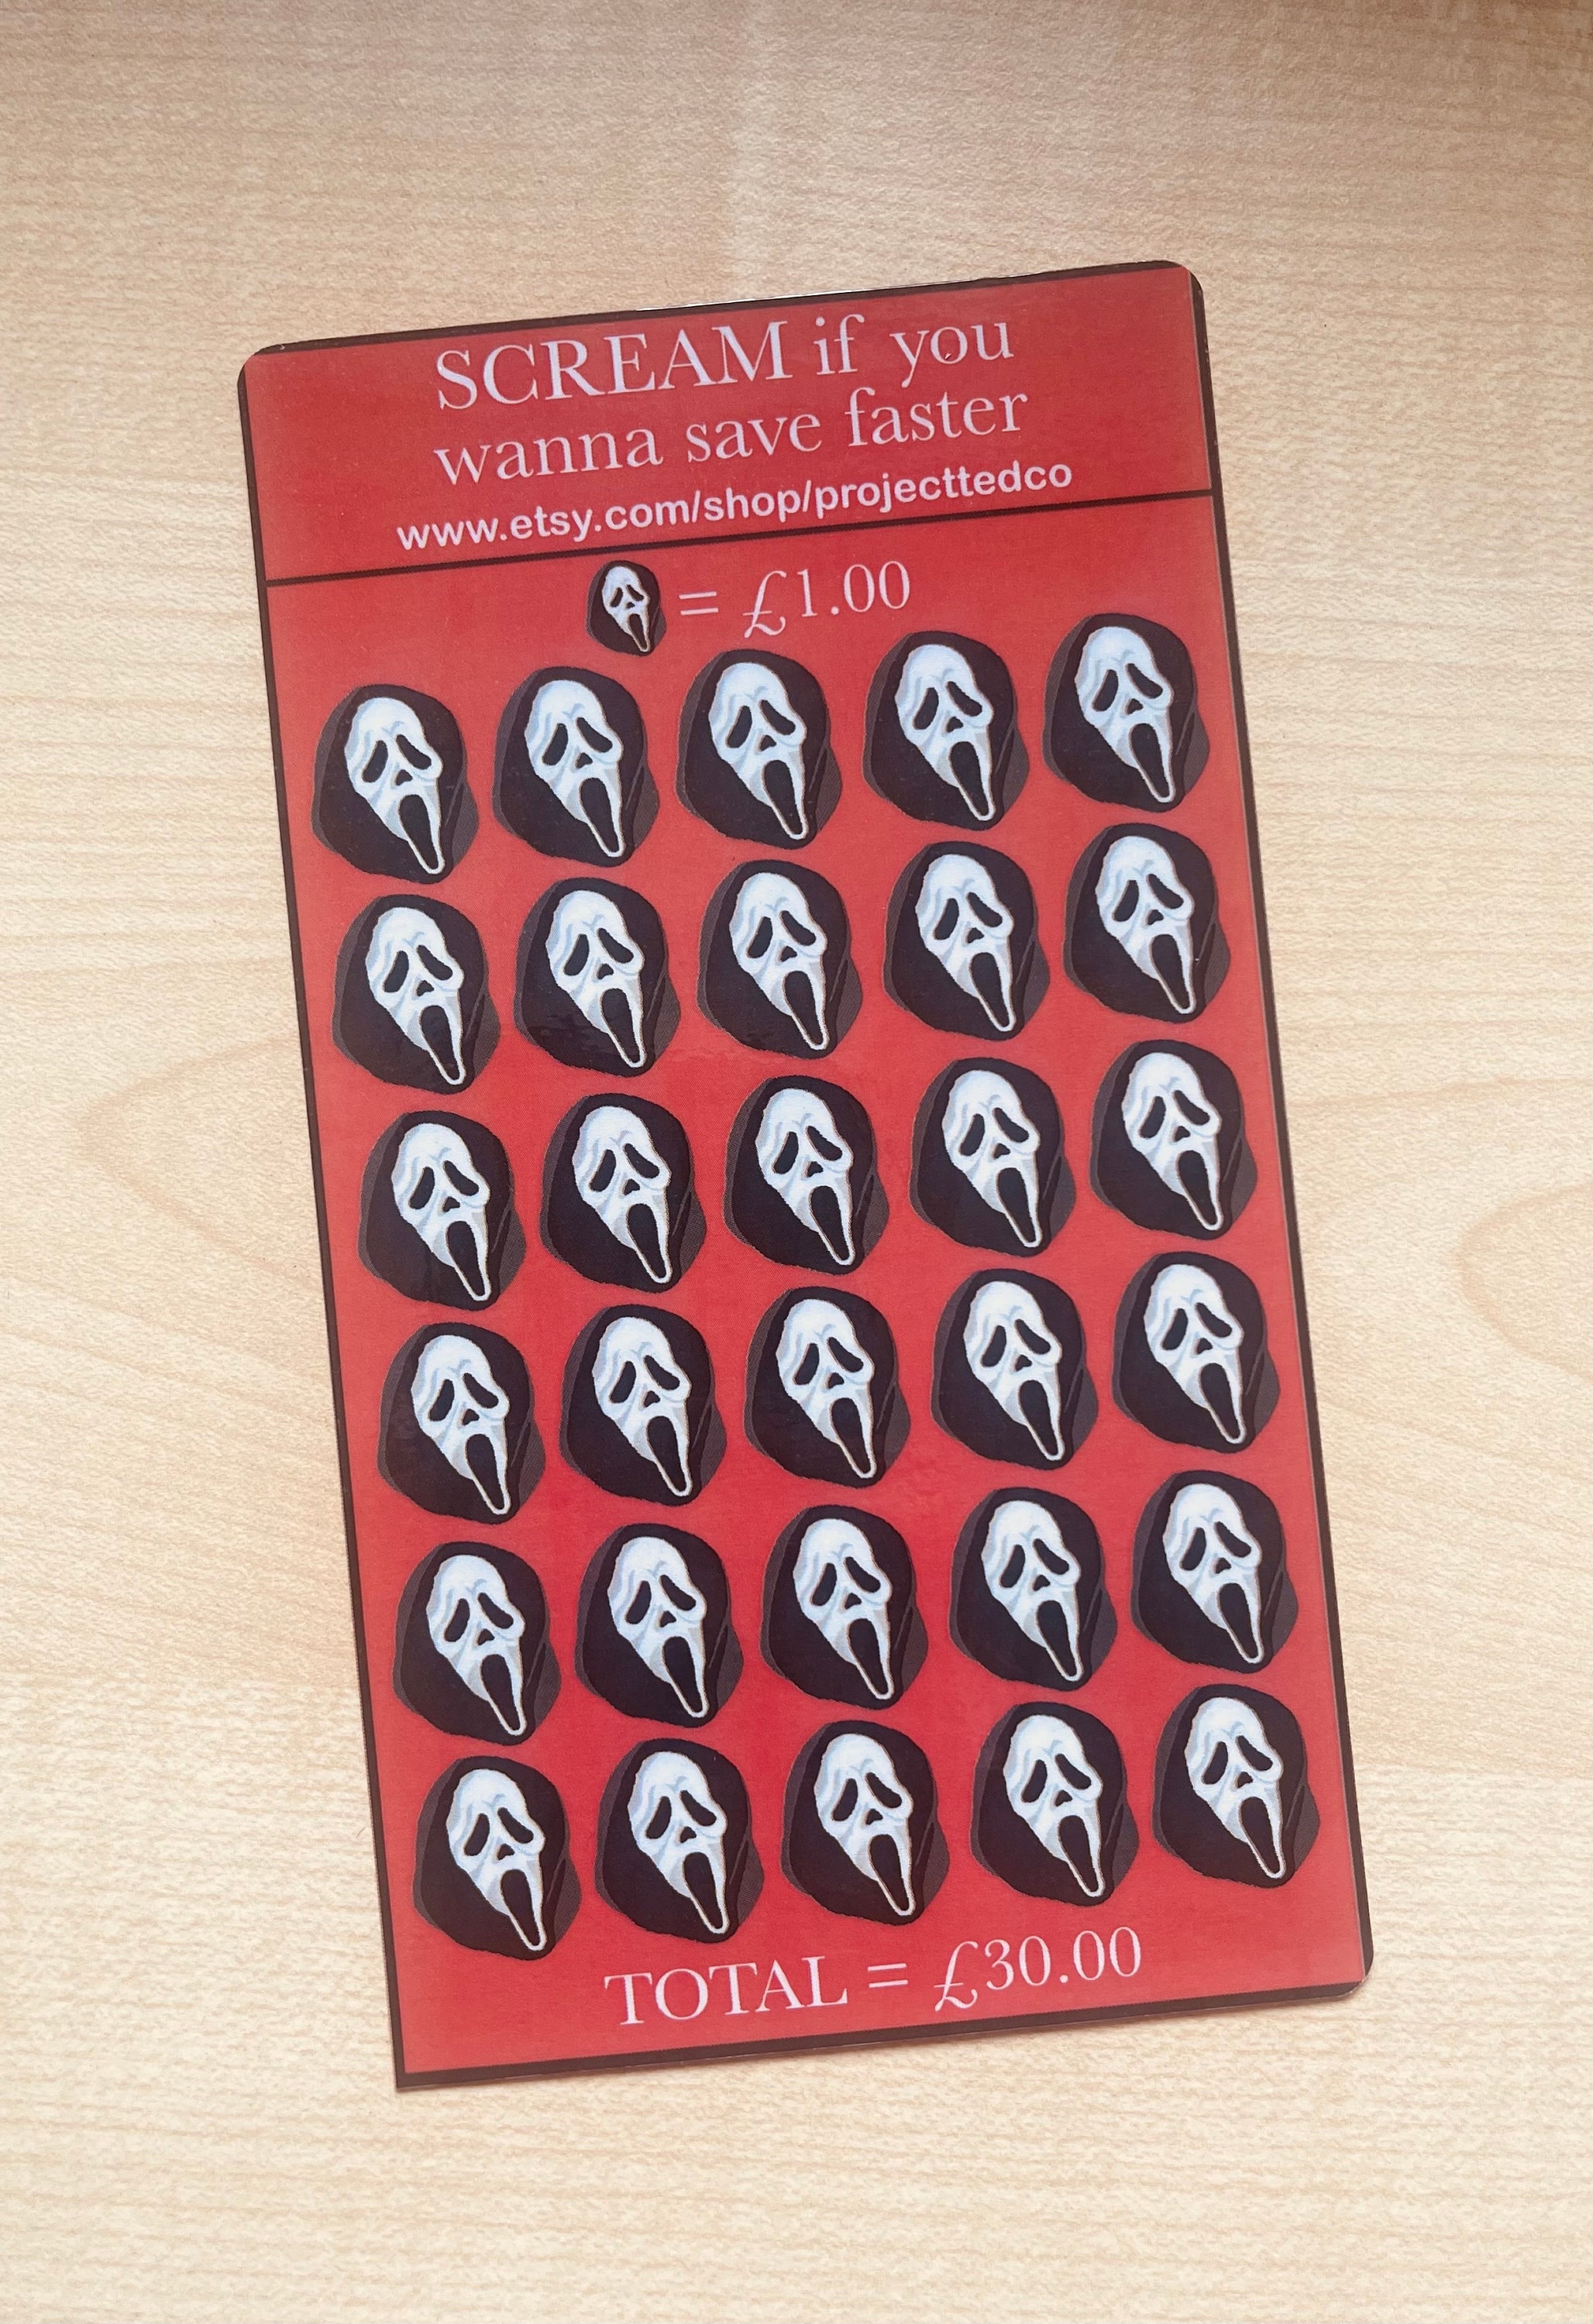 SCREAM if you
wanna save faster
www.etsy.com/shop/projecttedco
= £1.00
TOTAL = £30.00